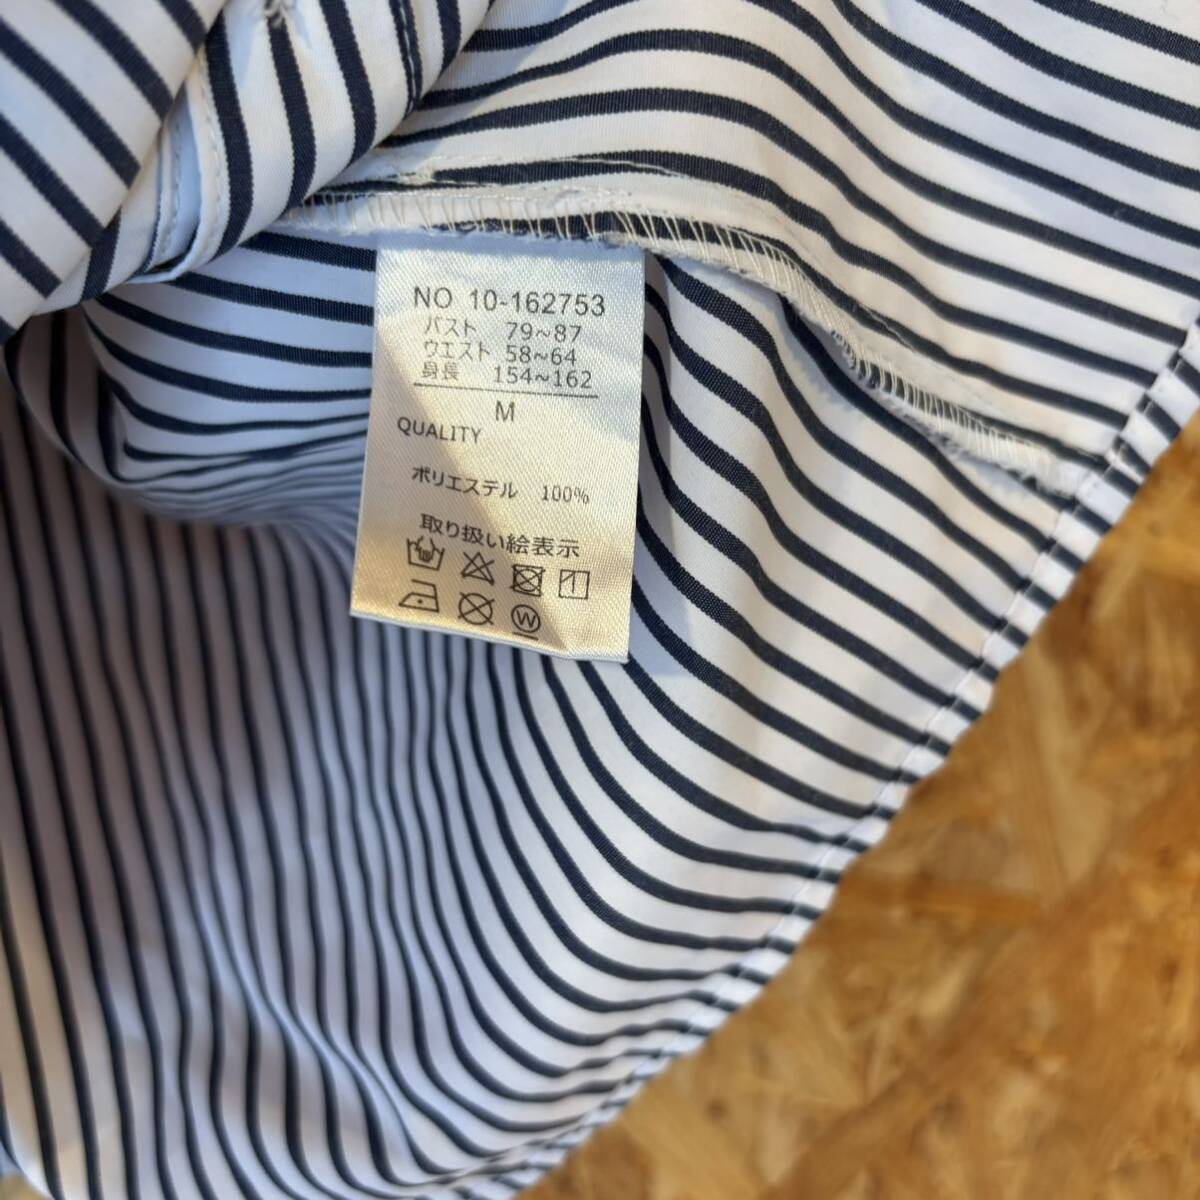 NO 10-162753
バスト 79~87
ウエスト 58~64
身長 154~162
M
QUALITY
ポリエステル 100%
取り扱い絵表示
W